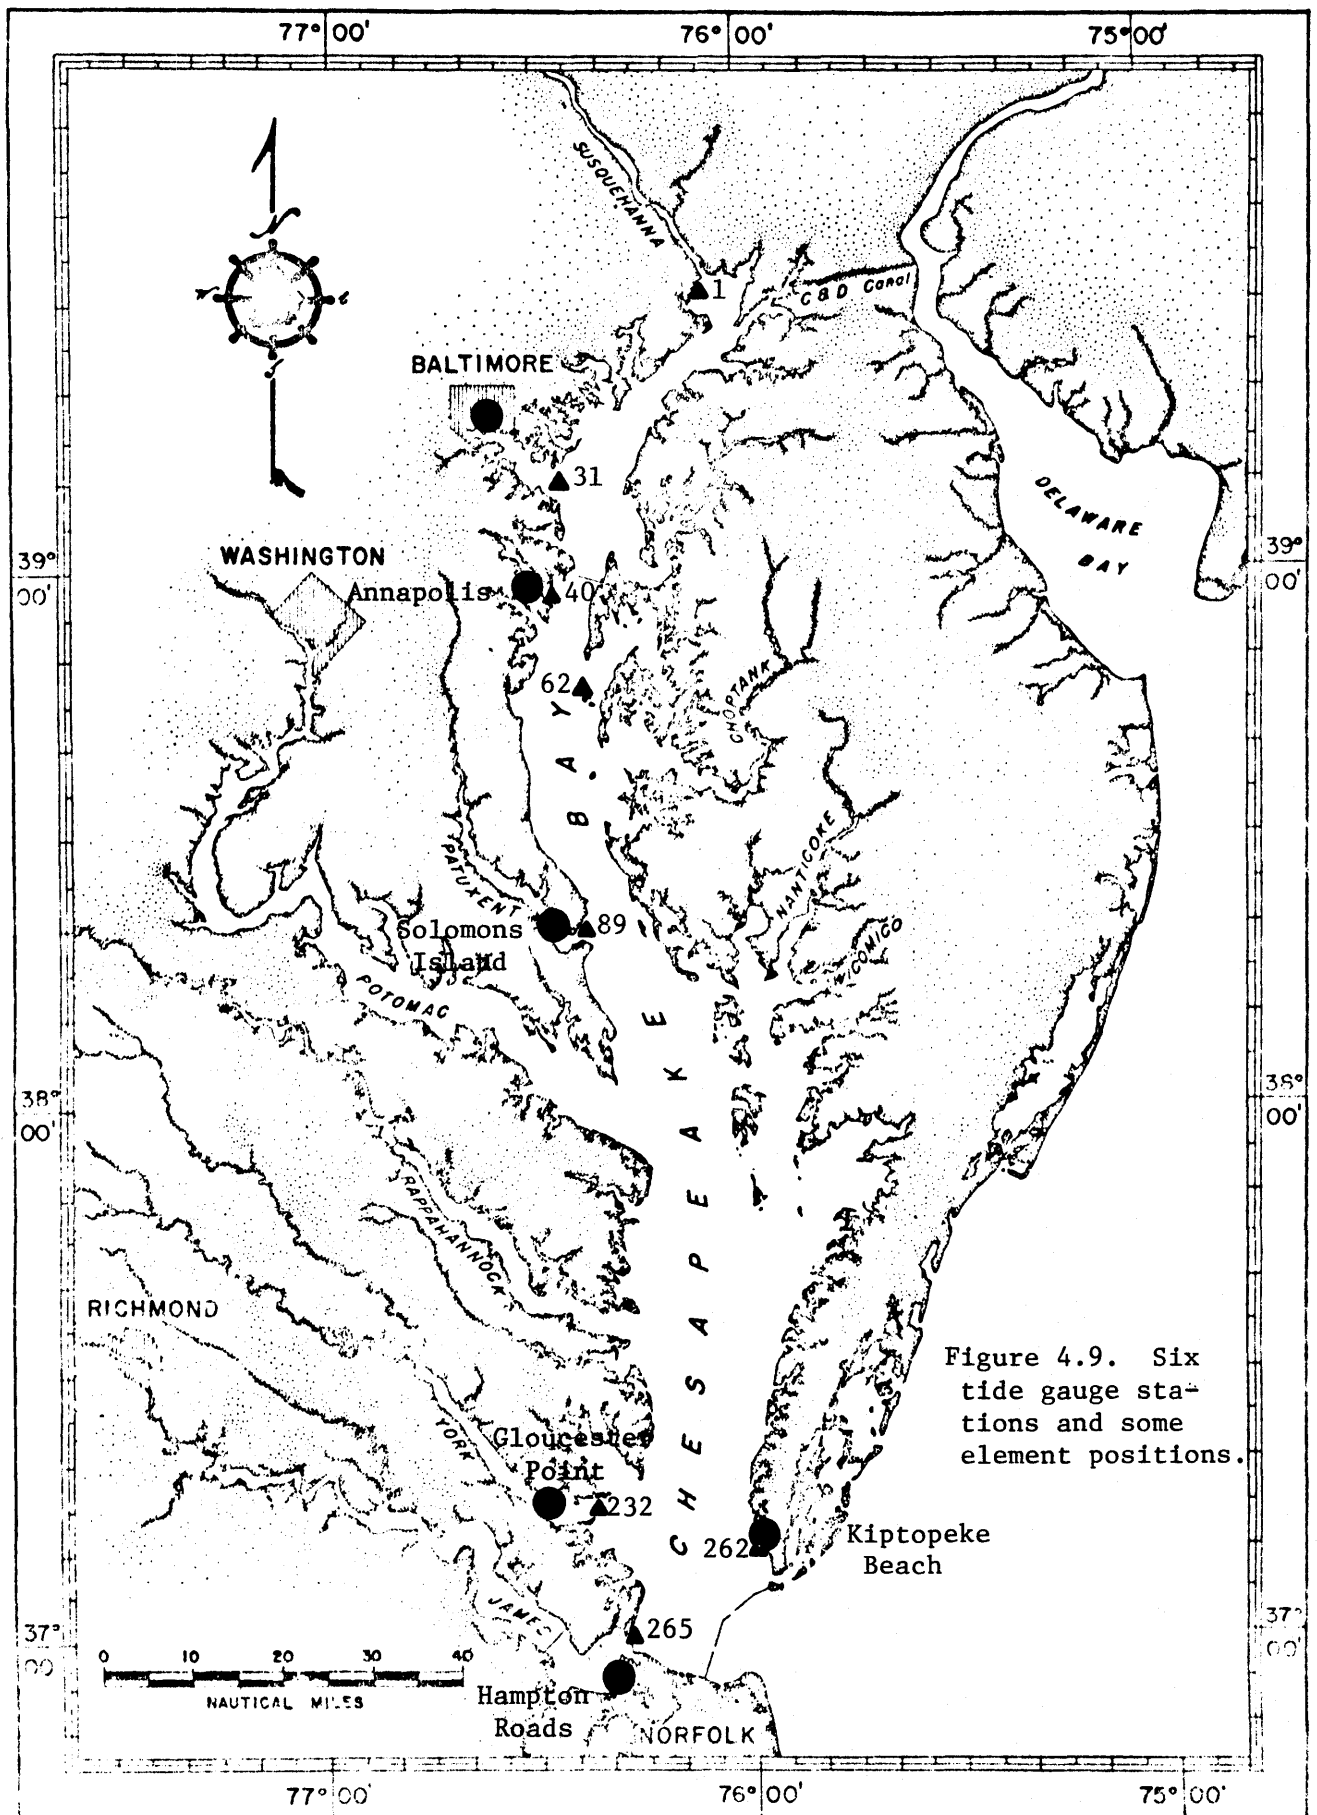 77°00' 76°00' 75°00'
SUSQUEHANNA
N
1
C & D Canal
BALTIMORE
31
DELAWARE
BAY
WASHINGTON
39°
00'
39°
00'
Annapolis
40
62
CHOPTANK
NANTICOKE
PATUXENT
Solomons
Island
89
COMICO
POTOMAC
CHESAPEAKE BAY
38°
00'
38°
00'
RAPPAHANNOCK
RICHMOND
Figure 4.9. Six
tide gauge sta-
tions and some
element positions.
YORK
Gloucester
Point
232
262
Kiptopeke
Beach
JAMES
265
37°
00
37°
00'
0 10 20 30 40
NAUTICAL MILES
Hampton
Roads
NORFOLK
77°00' 76°00' 75°00'